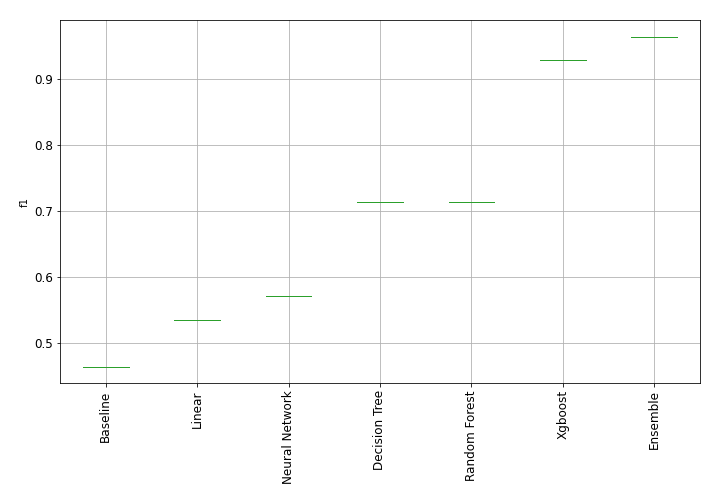 0.9
0.8
0.7
0.6
0.5
f1
Baseline
Linear
Neural Network
Decision Tree
Random Forest
Xgboost
Ensemble